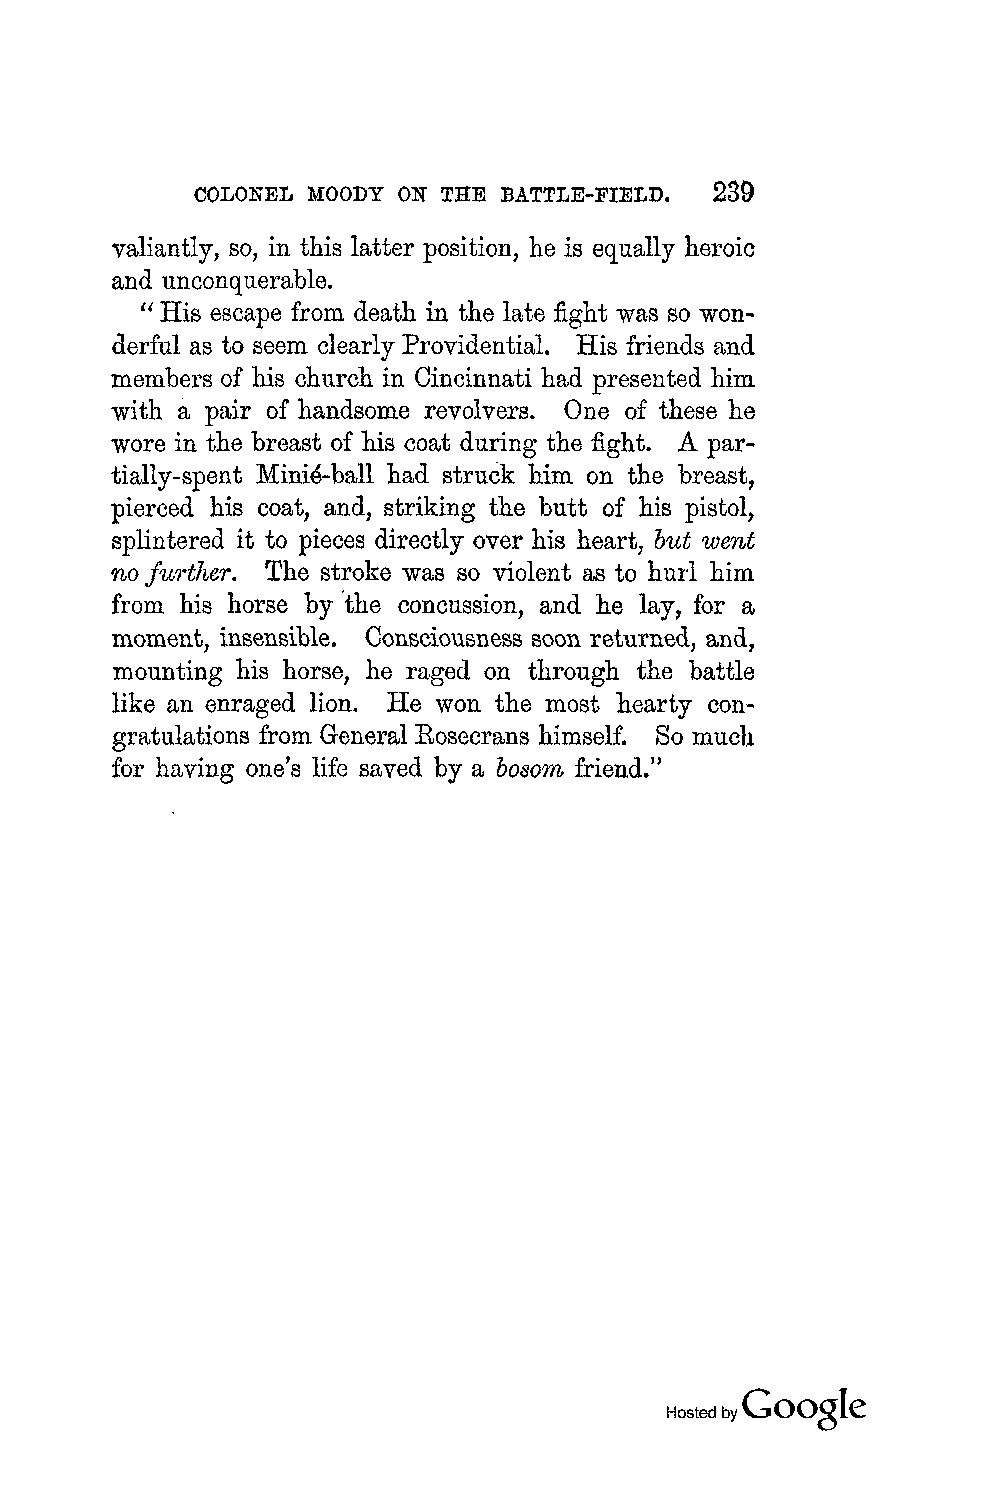 COLONEL MOODY ON THE BATTLE-FIELD. 239
valiantly, so, in this latter position, he is equally heroic
and unconquerable.
"His escape from death in the late fight was so won-
derful as to seem clearly Providential. His friends and
members of his church in Cincinnati had presented him
with a pair of handsome revolvers. One of these he
wore in the breast of his coat during the fight. A par-
tially-spent Minié-ball had struck him on the breast,
pierced his coat, and, striking the butt of his pistol,
splintered it to pieces directly over his heart, but went
no further. The stroke was so violent as to hurl him
from his horse by the concussion, and he lay, for a
moment, insensible. Consciousness soon returned, and,
mounting his horse, he raged on through the battle
like an enraged lion. He won the most hearty con-
gratulations from General Rosecrans himself. So much
for having one's life saved by a bosom friend."
Hosted by Google